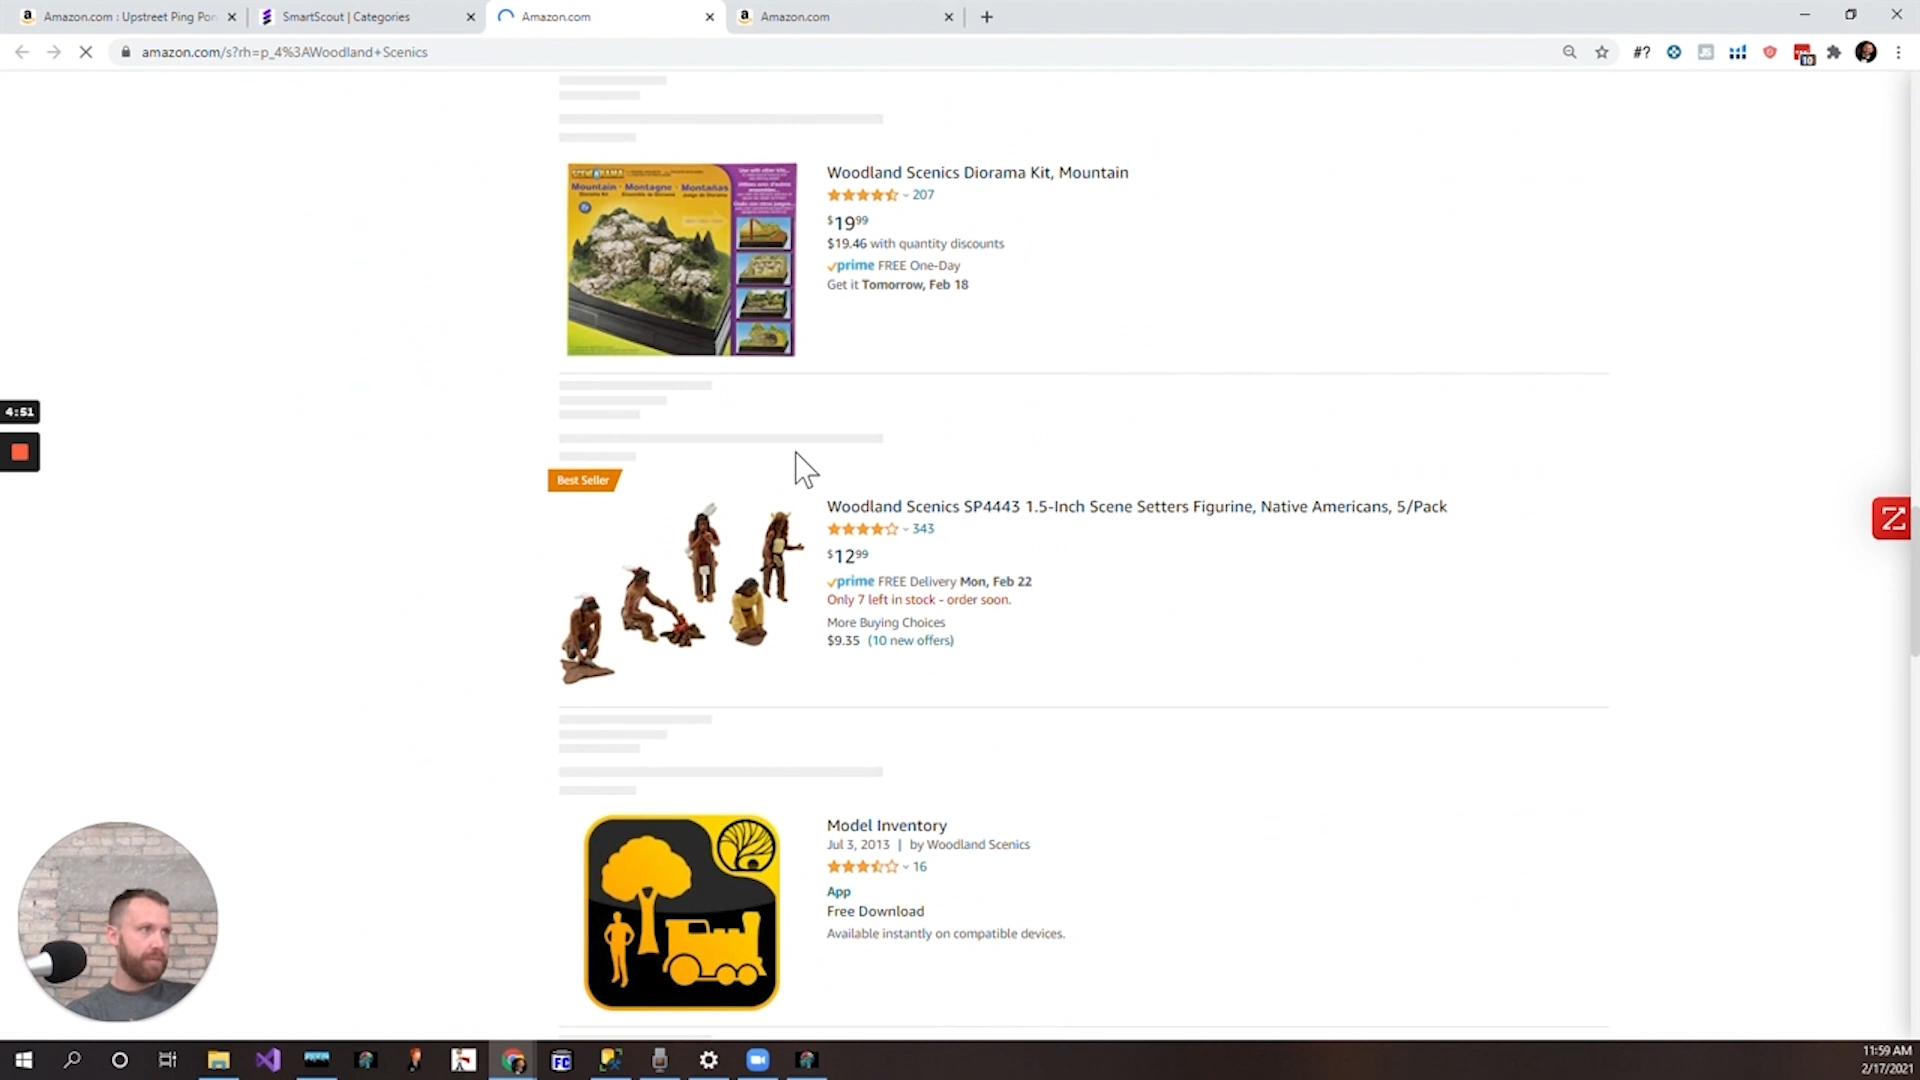 Amazon.com : Upstreet Ping Pon
SmartScout | Categories
Amazon.com
Amazon.com
amazon.com/s?rh=p_4%3AWoodland+Scenics
#?
10
Mountain · Montagne · Montañas
Woodland Scenics Diorama Kit, Mountain
207
$19.99
$19.46 with quantity discounts
prime FREE One-Day
Get it Tomorrow, Feb 18
4:51
Best Seller
Woodland Scenics SP4443 1.5-Inch Scene Setters Figurine, Native Americans, 5/Pack
343
$12.99
prime FREE Delivery Mon, Feb 22
Only 7 left in stock - order soon.
More Buying Choices
$9.35 (10 new offers)
Model Inventory
Jul 3, 2013 | by Woodland Scenics
16
App
Free Download
Available instantly on compatible devices.
FC
11:59 AM
2/17/2021